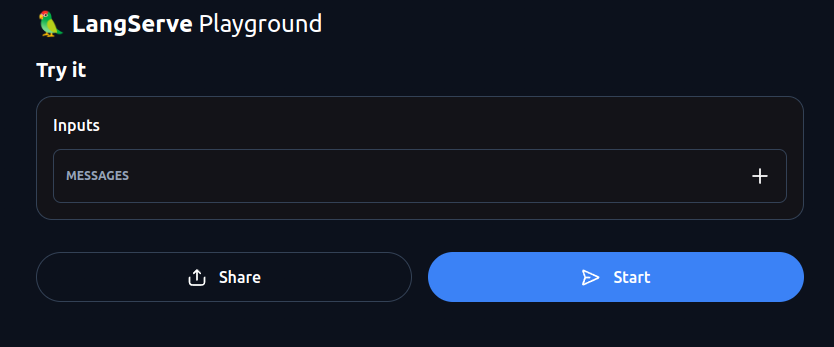 LangServe Playground
Try it
Inputs
MESSAGES
Share
Start